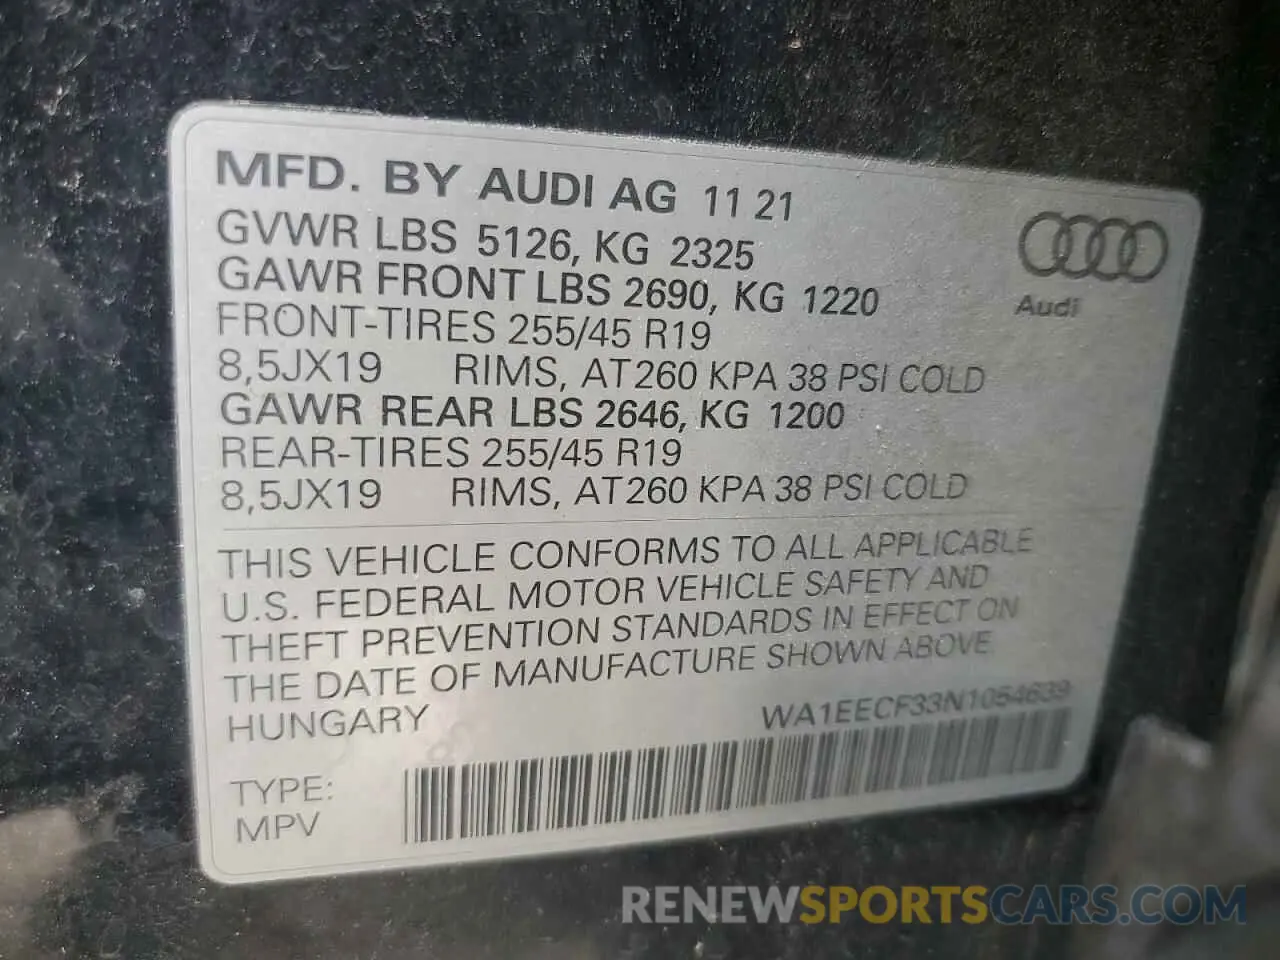 MFD. BY AUDI AG 11 21
GVWR LBS 5126, KG 2325
GAWR FRONT LBS 2690, KG 1220
FRONT-TIRES 255/45 R19
8,5JX19 RIMS, AT 260 KPA 38 PSI COLD
GAWR REAR LBS 2646, KG 1200
REAR-TIRES 255/45 R19
8,5JX19 RIMS, AT 260 KPA 38 PSI COLD
THIS VEHICLE CONFORMS TO ALL APPLICABLE
U.S. FEDERAL MOTOR VEHICLE SAFETY AND
THEFT PREVENTION STANDARDS IN EFFECT ON
THE DATE OF MANUFACTURE SHOWN ABOVE
HUNGARY
WA1EECF33N1054639
TYPE:
MPV
Audi
RENEWSPORTSCARS.COM